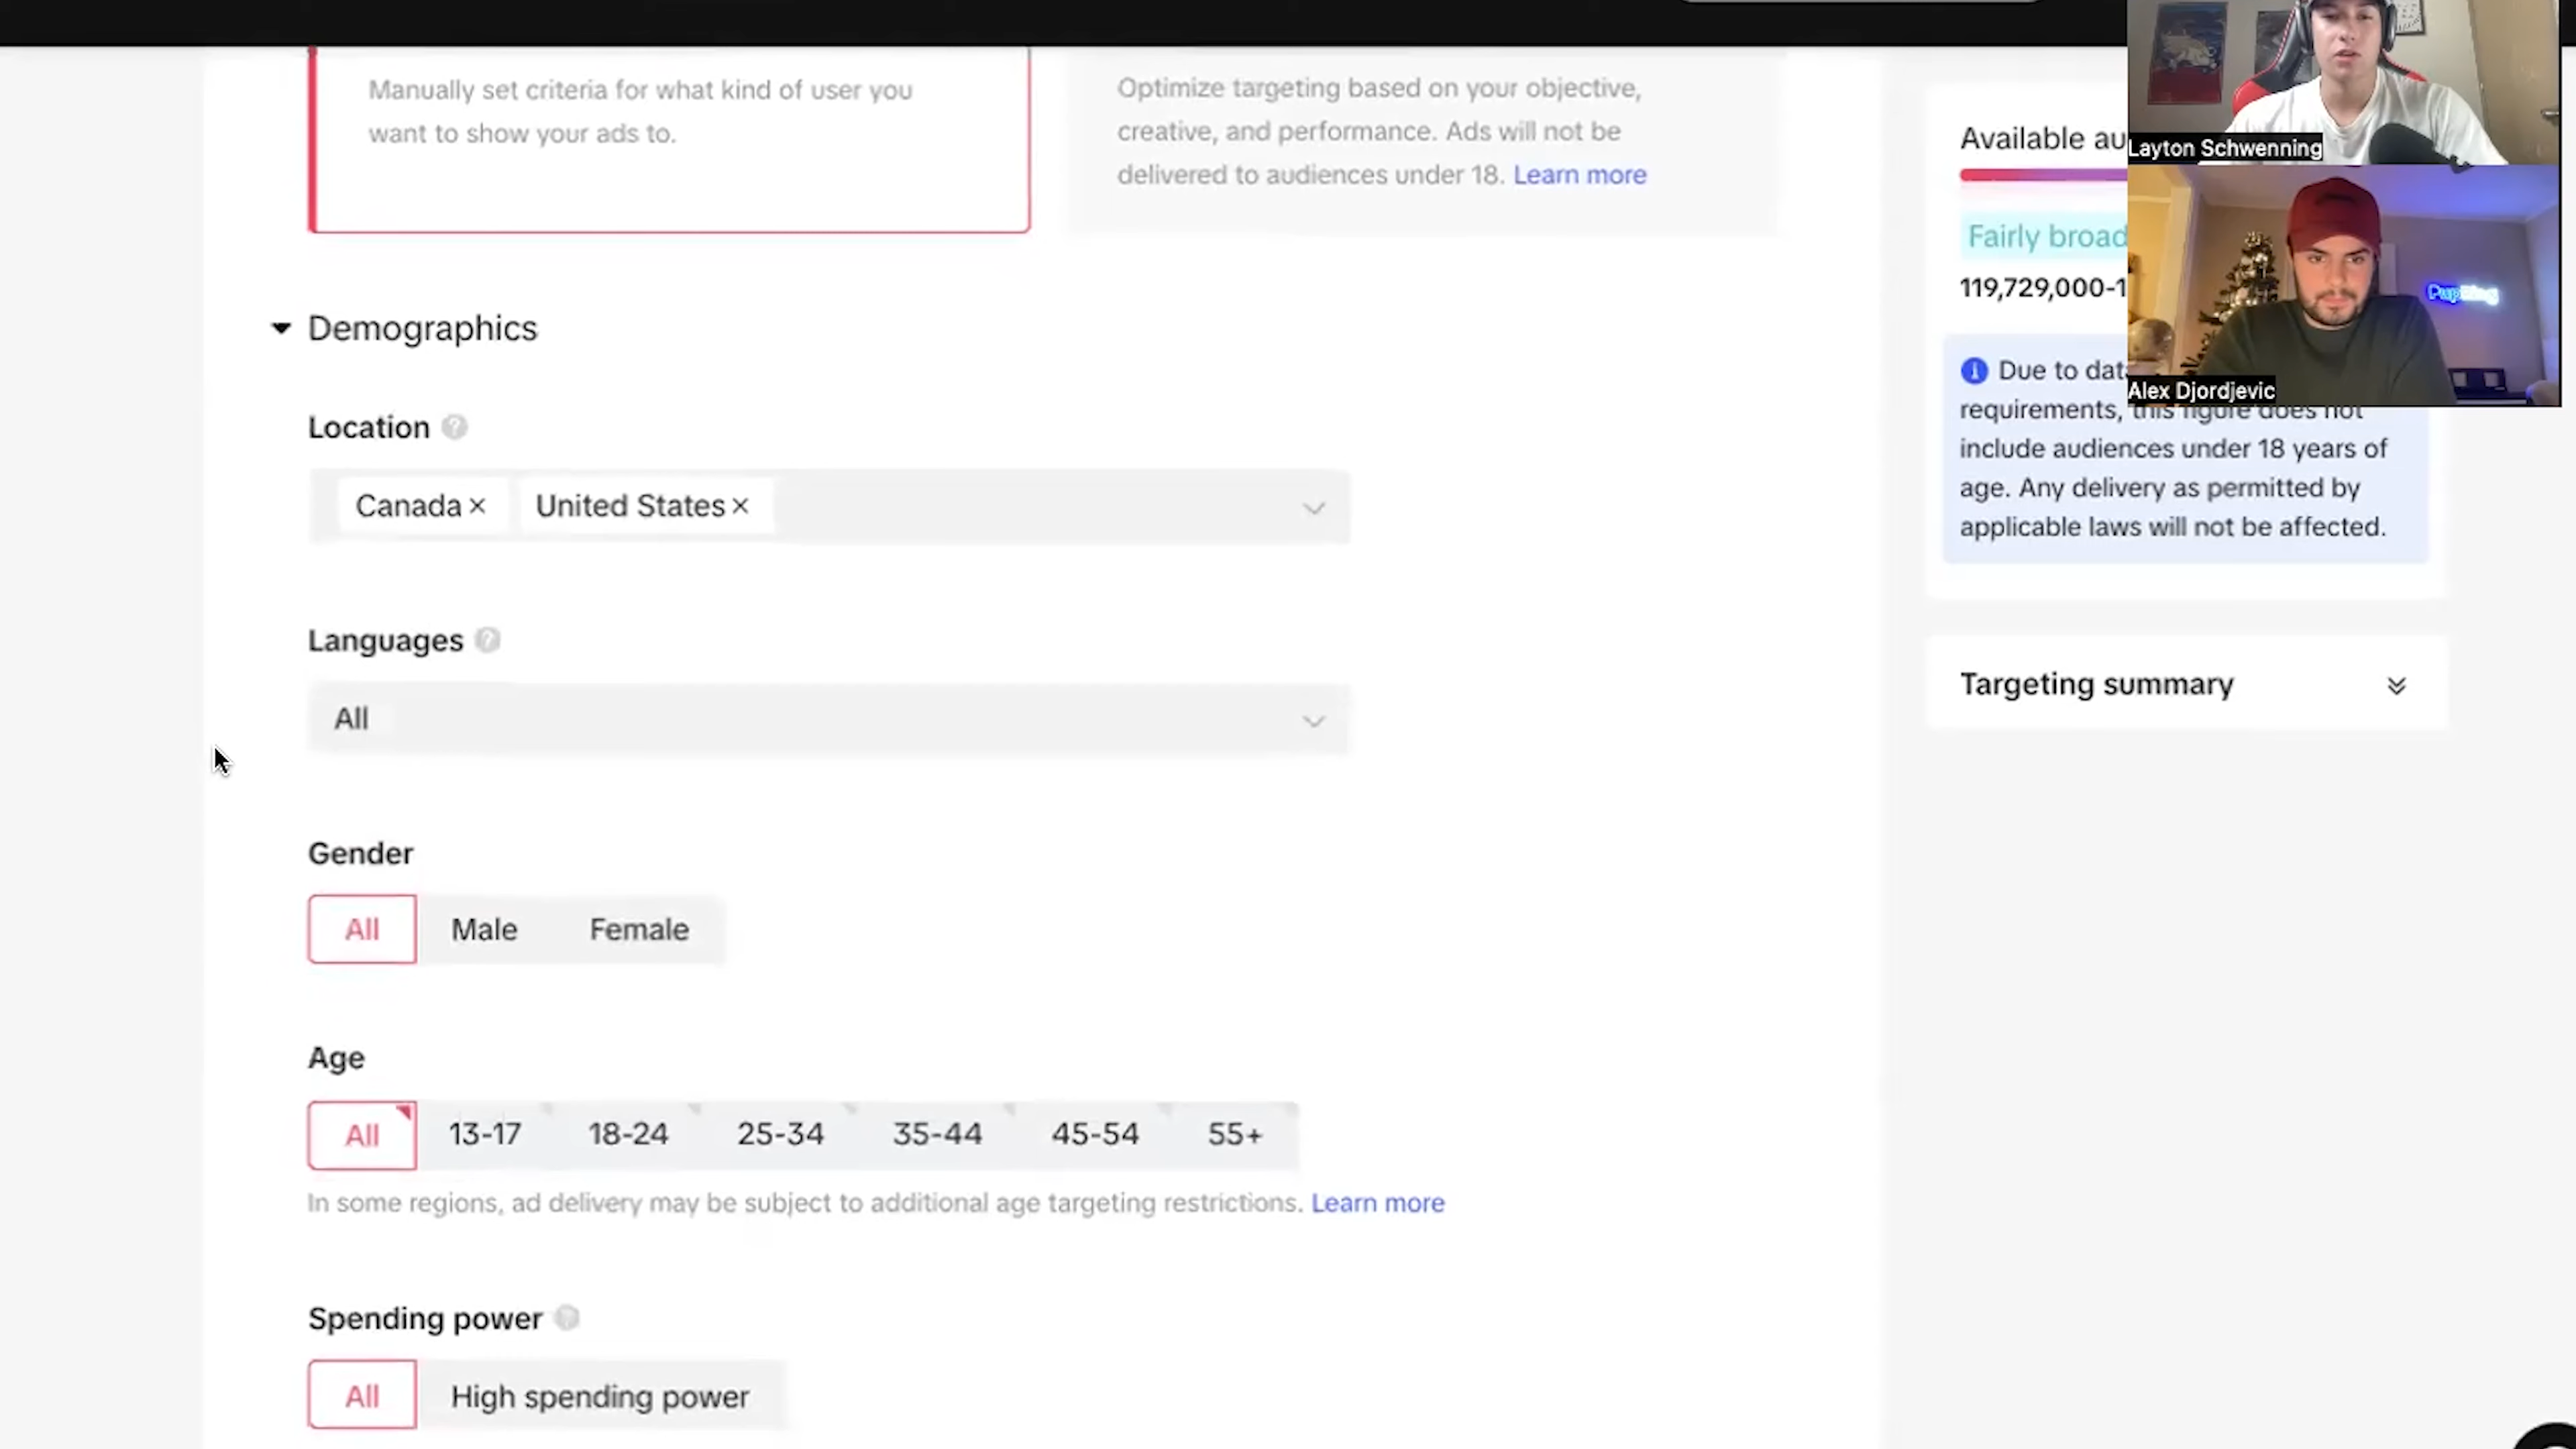 Manually set criteria for what kind of user you
want to show your ads to.
Optimize targeting based on your objective,
creative, and performance. Ads will not be
delivered to audiences under 18. Learn more
Demographics
Location
Canada × United States ×
Languages
All
Gender
All Male Female
Age
All 13-17 18-24 25-34 35-44 45-54 55+
In some regions, ad delivery may be subject to additional age targeting restrictions. Learn more
Spending power
All High spending power
Available
Fairly broad
119,729,000-1
Due to
requirements, this figure does not
include audiences under 18 years of
age. Any delivery as permitted by
applicable laws will not be affected.
Targeting summary
Layton Schwenning
Alex Djordjevic